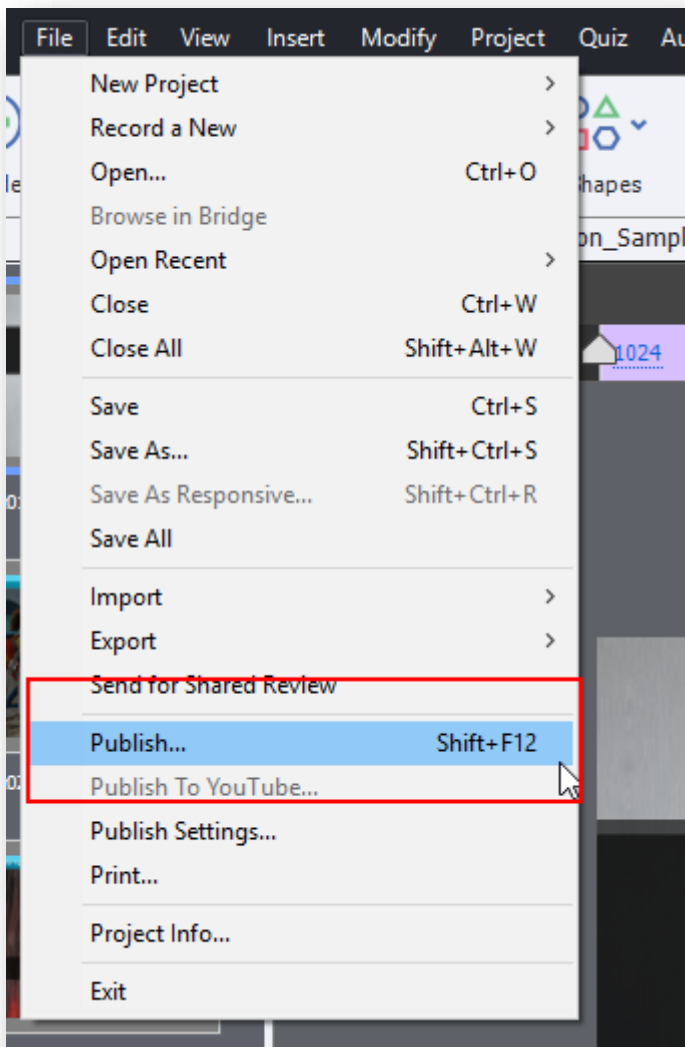 File Edit View Insert Modify Project Quiz Au
New Project
Record a New
Open... Ctrl+O
Browse in Bridge
Open Recent
Close Ctrl+W
Close All Shift+Alt+W
Save Ctrl+S
Save As... Shift+Ctrl+S
Save As Responsive... Shift+Ctrl+R
Save All
Import
Export
Send for Shared Review
Publish... Shift+F12
Publish To YouTube...
Publish Settings...
Print...
Project Info...
Exit
hapes
on_Sampl
1024